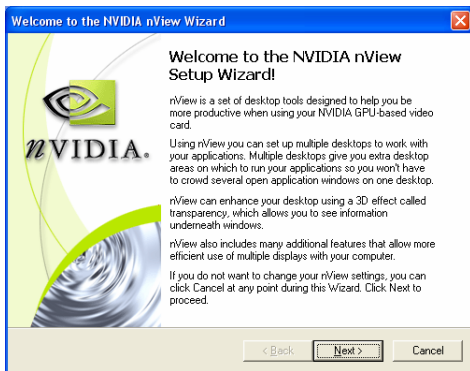 Welcome to the NVIDIA nView Wizard
Welcome to the NVIDIA nView
Setup Wizard!
nView is a set of desktop tools designed to help you be
more productive when using your NVIDIA GPU-based video
card.
Using nView you can set up multiple desktops to work with
your applications. Multiple desktops give you extra desktop
areas on which to run your applications so you won't have
to crowd several open application windows on one desktop.
nView can enhance your desktop using a 3D effect called
transparency, which allows you to see information
underneath windows.
nView also includes many additional features that allow more
efficient use of multiple displays with your computer.
If you do not want to change your nView settings, you can
click Cancel at any point during this Wizard. Click Next to
proceed.
nVIDIA.
< Back
Next >
Cancel